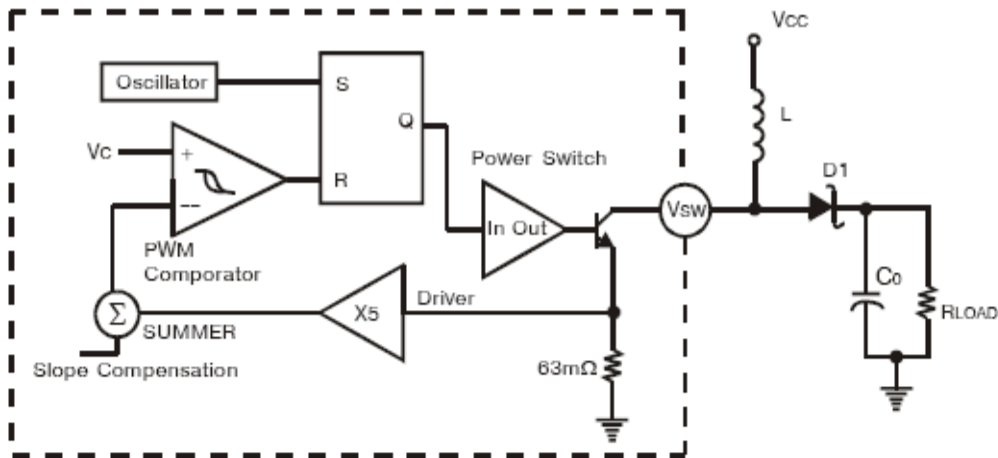 Vcc
Oscillator
S
L
Q
Vc
+
Power Switch
D1
R
--
Vsw
In Out
PWM
Comporator
C0
Driver
X5
RLOAD
Σ
SUMMER
63mΩ
Slope Compensation